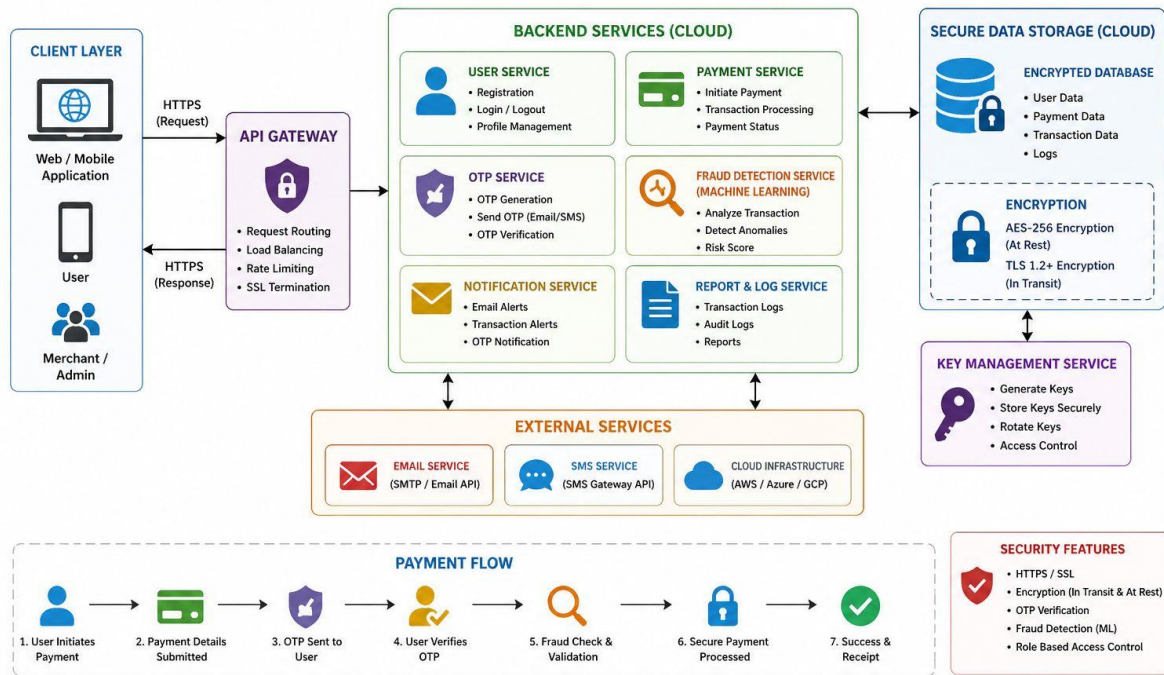 CLIENT LAYER
Web / Mobile
Application
User
Merchant /
Admin
HTTPS
(Request)
HTTPS
(Response)
API GATEWAY
• Request Routing
• Load Balancing
• Rate Limiting
• SSL Termination
BACKEND SERVICES (CLOUD)
USER SERVICE
• Registration
• Login / Logout
• Profile Management
PAYMENT SERVICE
• Initiate Payment
• Transaction Processing
• Payment Status
OTP SERVICE
• OTP Generation
• Send OTP (Email/SMS)
• OTP Verification
FRAUD DETECTION SERVICE
(MACHINE LEARNING)
• Analyze Transaction
• Detect Anomalies
• Risk Score
NOTIFICATION SERVICE
• Email Alerts
• Transaction Alerts
• OTP Notification
REPORT & LOG SERVICE
• Transaction Logs
• Audit Logs
• Reports
SECURE DATA STORAGE (CLOUD)
ENCRYPTED DATABASE
• User Data
• Payment Data
• Transaction Data
• Logs
ENCRYPTION
AES-256 Encryption
(At Rest)
TLS 1.2+ Encryption
(In Transit)
KEY MANAGEMENT SERVICE
• Generate Keys
• Store Keys Securely
• Rotate Keys
• Access Control
EXTERNAL SERVICES
EMAIL SERVICE
(SMTP / Email API)
SMS SERVICE
(SMS Gateway API)
CLOUD INFRASTRUCTURE
(AWS / Azure / GCP)
PAYMENT FLOW
1. User Initiates
Payment
2. Payment Details
Submitted
3. OTP Sent to
User
4. User Verifies
OTP
5. Fraud Check &
Validation
6. Secure Payment
Processed
7. Success &
Receipt
SECURITY FEATURES
• HTTPS / SSL
• Encryption (In Transit & At Rest)
• OTP Verification
• Fraud Detection (ML)
• Role Based Access Control